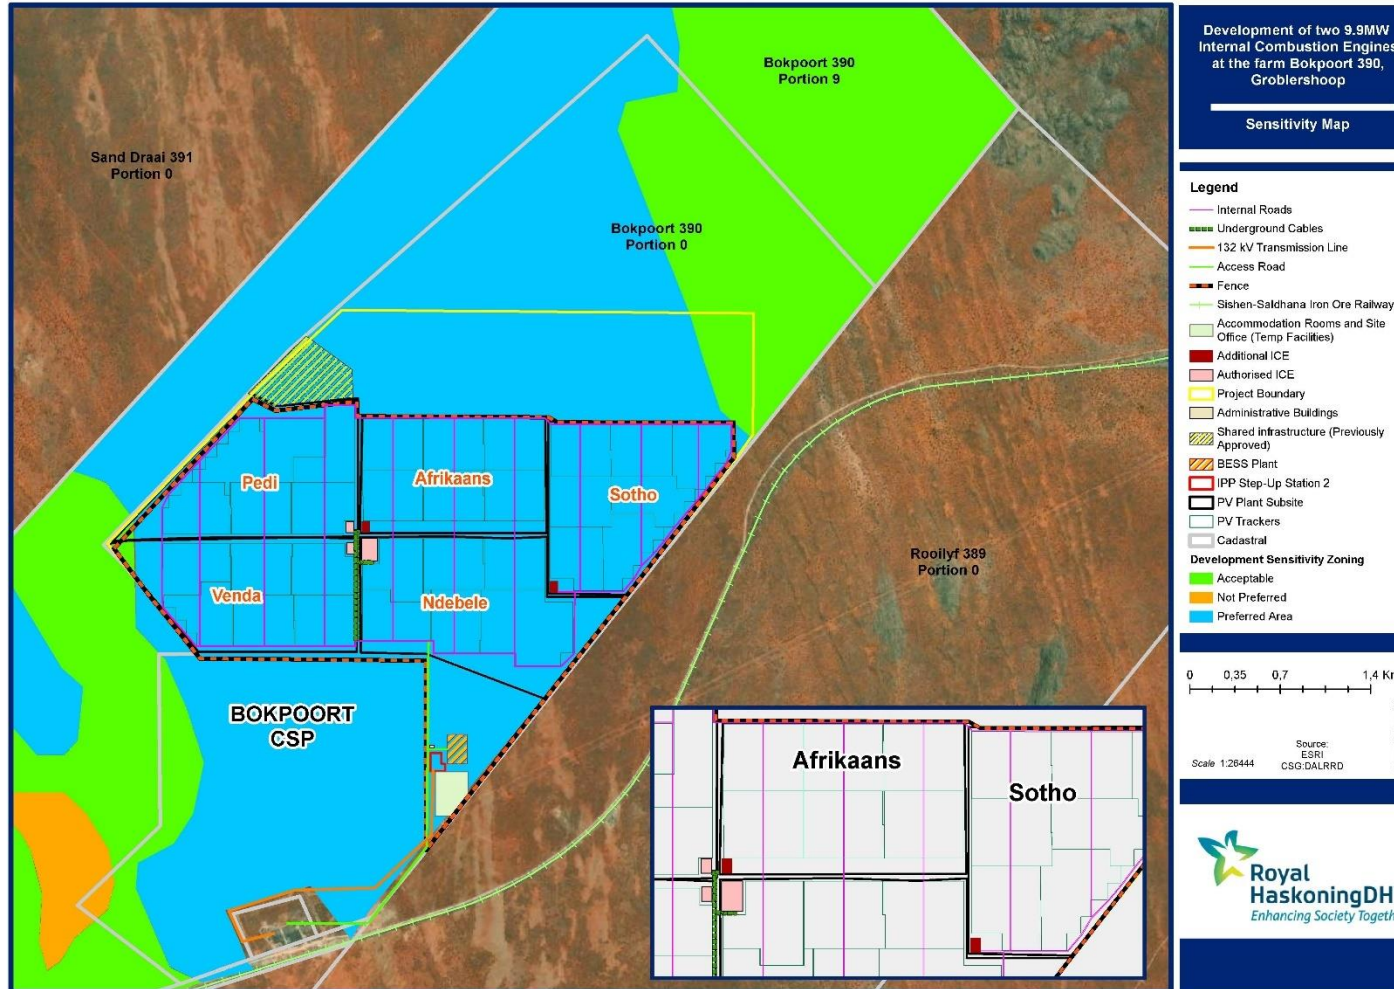 Development of two 9.9MW
Internal Combustion Engines
at the farm Bokpoort 390,
Groblershoop
Sensitivity Map
Legend
Internal Roads
Underground Cables
132 kV Transmission Line
Access Road
Fence
Sishen-Saldhana Iron Ore Railway
Accommodation Rooms and Site
Office (Temp Facilities)
Additional ICE
Authorised ICE
Project Boundary
Administrative Buildings
Shared infrastructure (Previously
Approved)
BESS Plant
IPP Step-Up Station 2
PV Plant Subsite
PV Trackers
Cadastral
Development Sensitivity Zoning
Acceptable
Not Preferred
Preferred Area
0 0,35 0,7 1,4 Km
Scale 1:26444
Source:
ESRI
CSG:DALRRD
Royal
HaskoningDH
Enhancing Society Togeth
Bokpoort 390
Portion 9
Sand Draai 391
Portion 0
Bokpoort 390
Portion 0
Pedi
Afrikaans
Sotho
Rooilyf 389
Portion 0
Venda
Ndebele
BOKPOORT
CSP
Afrikaans
Sotho